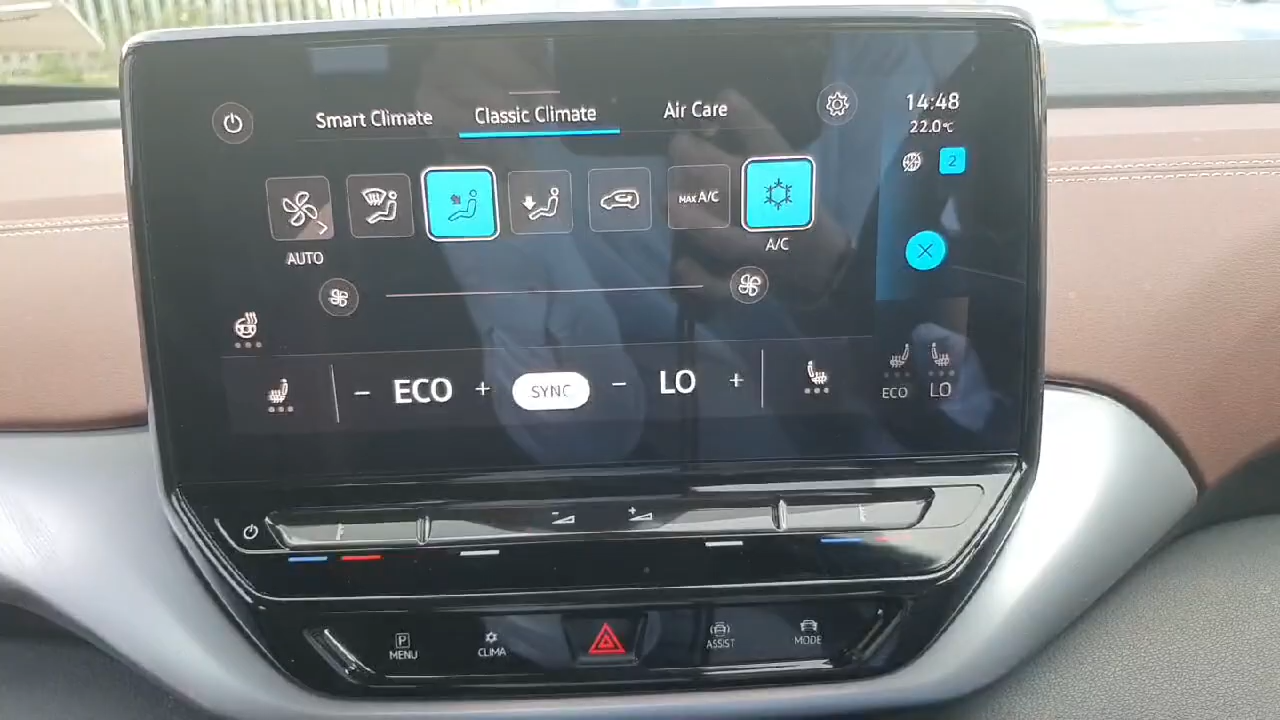 Smart Climate Classic Climate Air Care 14:48
22.0°C
2
MAX A/C
AUTO A/C
− ECO + SYNC − LO + ECO LO
− +
P
MENU CLIMA ASSIST MODE